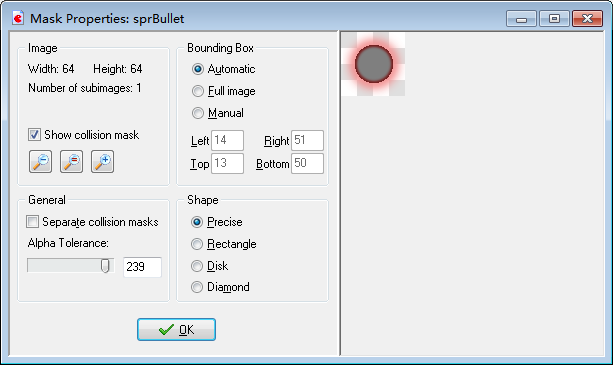 Mask Properties: sprBullet
Image
Width: 64 Height: 64
Number of subimages: 1
Show collision mask
Bounding Box
Automatic
Full image
Manual
Left 14 Right 51
Top 13 Bottom 50
General
Separate collision masks
Alpha Tolerance:
239
Shape
Precise
Rectangle
Disk
Diamond
OK